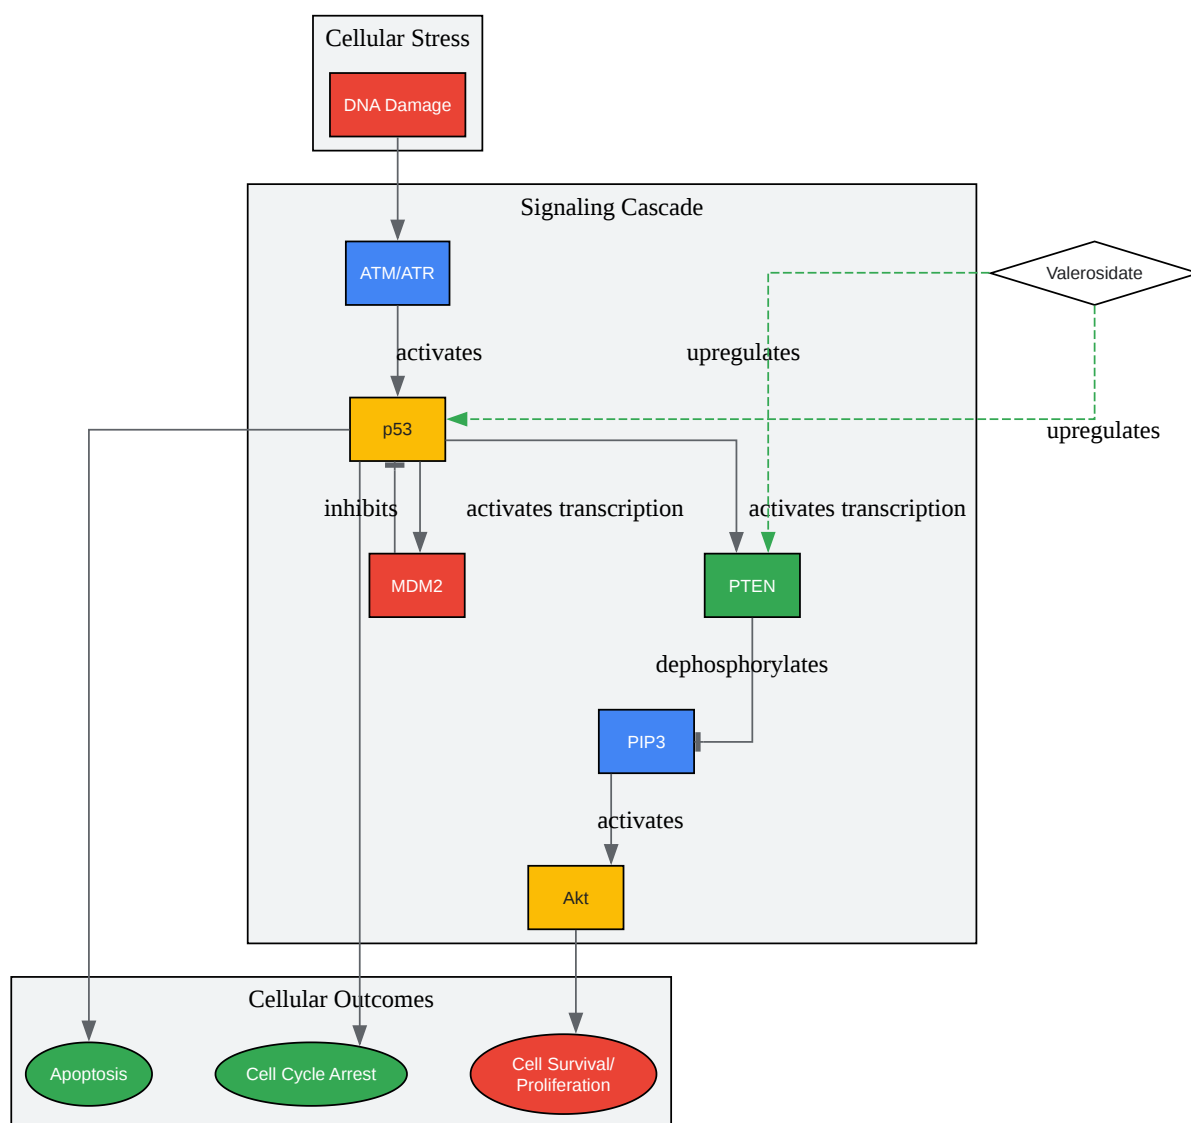 Cellular Stress
DNA Damage
Signaling Cascade
ATM/ATR
Valerosidate
activates
upregulates
p53
upregulates
inhibits
activates transcription
activates transcription
MDM2
PTEN
dephosphorylates
PIP3
activates
Akt
Cellular Outcomes
Apoptosis
Cell Cycle Arrest
Cell Survival/
Proliferation